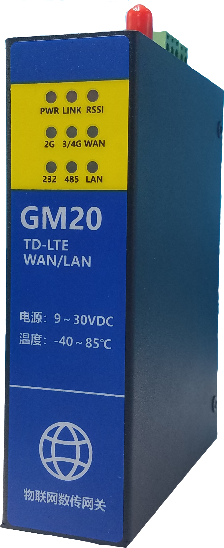 PWR LINK RSSI
2G 3/4G WAN
232 485 LAN
GM20
TD-LTE
WAN/LAN
电源: 9~30VDC
温度: -40~85℃
物联网数传网关